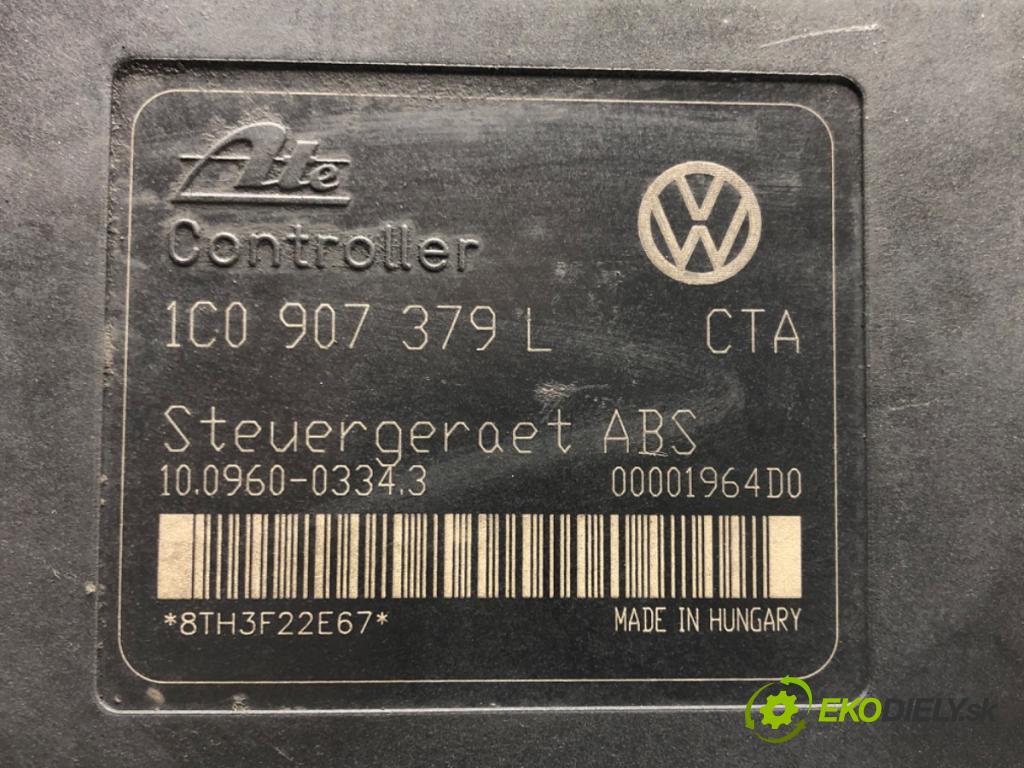 Ate
Controller
1C0 907 379 L CTA
Steuergeraet ABS
10.0960-0334.3 00001964D0
*8TH3F22E67* MADE IN HUNGARY
EKODIELY.sk